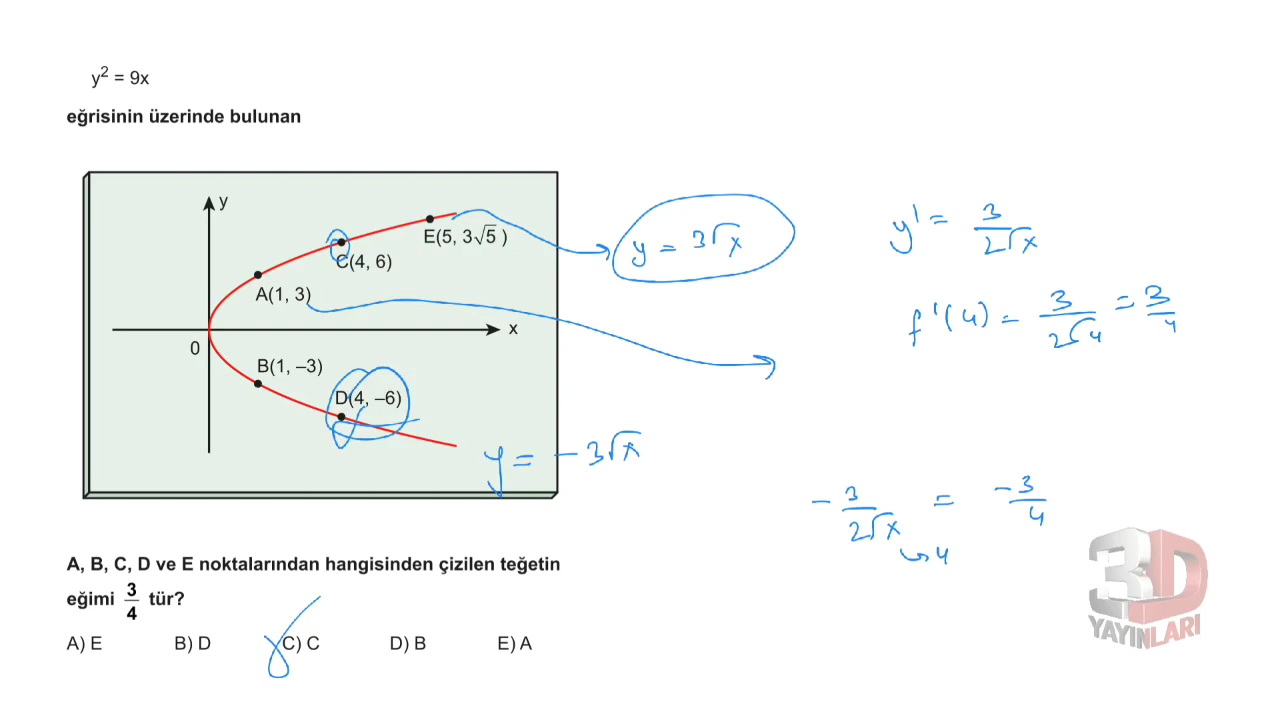 y² = 9x
eğrisinin üzerinde bulunan
y
E(5, 3√5 )
C(4, 6)
A(1, 3)
x
0
B(1, –3)
D(4, –6)
y = 3√x
y = –3√x
y' = 3/2√x
f'(4) = 3/2√4 = 3/4
– 3/2√x = –3/4
4
A, B, C, D ve E noktalarından hangisinden çizilen teğetin
eğimi 3/4 tür?
A) E B) D C) C D) B E) A
3D
YAYINLARI